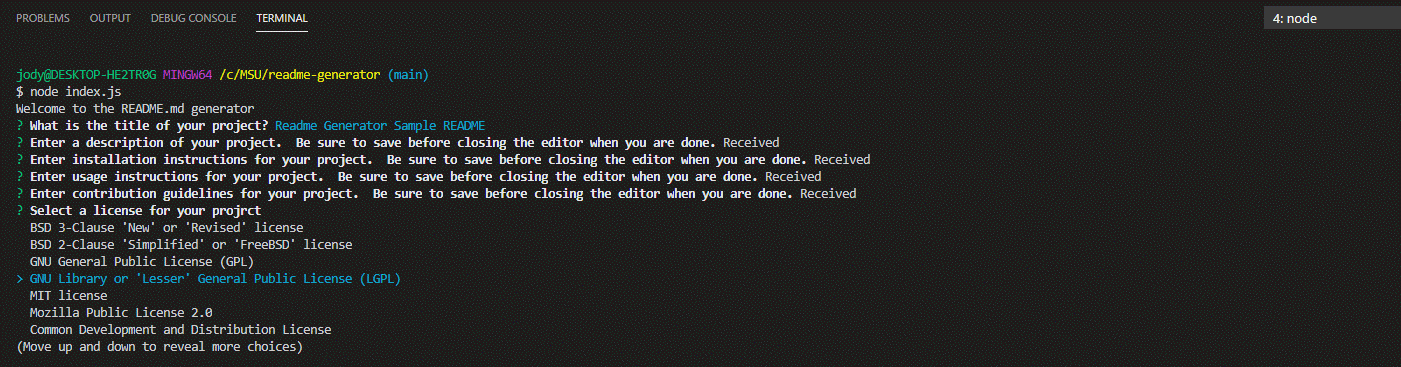 PROBLEMS OUTPUT DEBUG CONSOLE TERMINAL 4: node
jody@DESKTOP-HE2TR0G MINGW64 /c/MSU/readme-generator (main)
$ node index.js
Welcome to the README.md generator
? What is the title of your project? Readme Generator Sample README
? Enter a description of your project.  Be sure to save before closing the editor when you are done. Received
? Enter installation instructions for your project.  Be sure to save before closing the editor when you are done. Received
? Enter usage instructions for your project.  Be sure to save before closing the editor when you are done. Received
? Enter contribution guidelines for your project.  Be sure to save before closing the editor when you are done. Received
? Select a license for your projrct
BSD 3-Clause 'New' or 'Revised' license
BSD 2-Clause 'Simplified' or 'FreeBSD' license
GNU General Public License (GPL)
> GNU Library or 'Lesser' General Public License (LGPL)
MIT license
Mozilla Public License 2.0
Common Development and Distribution License
(Move up and down to reveal more choices)